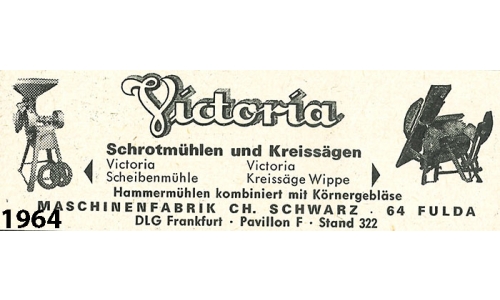 Victoria
Schrotmühlen und Kreissägen
Victoria Victoria
Scheibenmühle Kreissäge Wippe
Hammermühlen kombiniert mit Körnergebläse
MASCHINENFABRIK CH. SCHWARZ · 64 FULDA
DLG Frankfurt · Pavillon F · Stand 322
1964